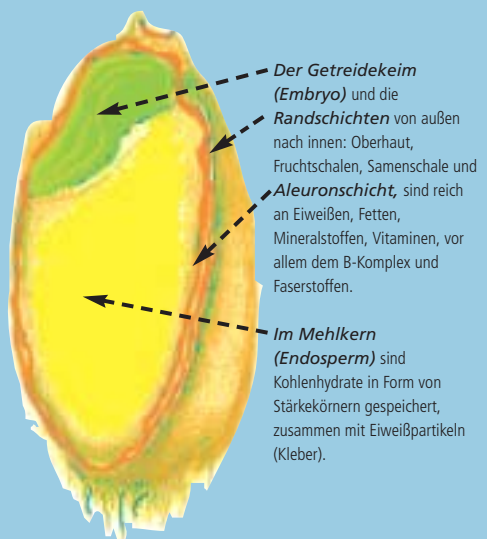 Der Getreidekeim
(Embryo) und die
Randschichten von außen
nach innen: Oberhaut,
Fruchtschalen, Samenschale und
Aleuronschicht, sind reich
an Eiweißen, Fetten,
Mineralstoffen, Vitaminen, vor
allem dem B-Komplex und
Faserstoffen.
Im Mehlkern
(Endosperm) sind
Kohlenhydrate in Form von
Stärkekörnern gespeichert,
zusammen mit Eiweißpartikeln
(Kleber).